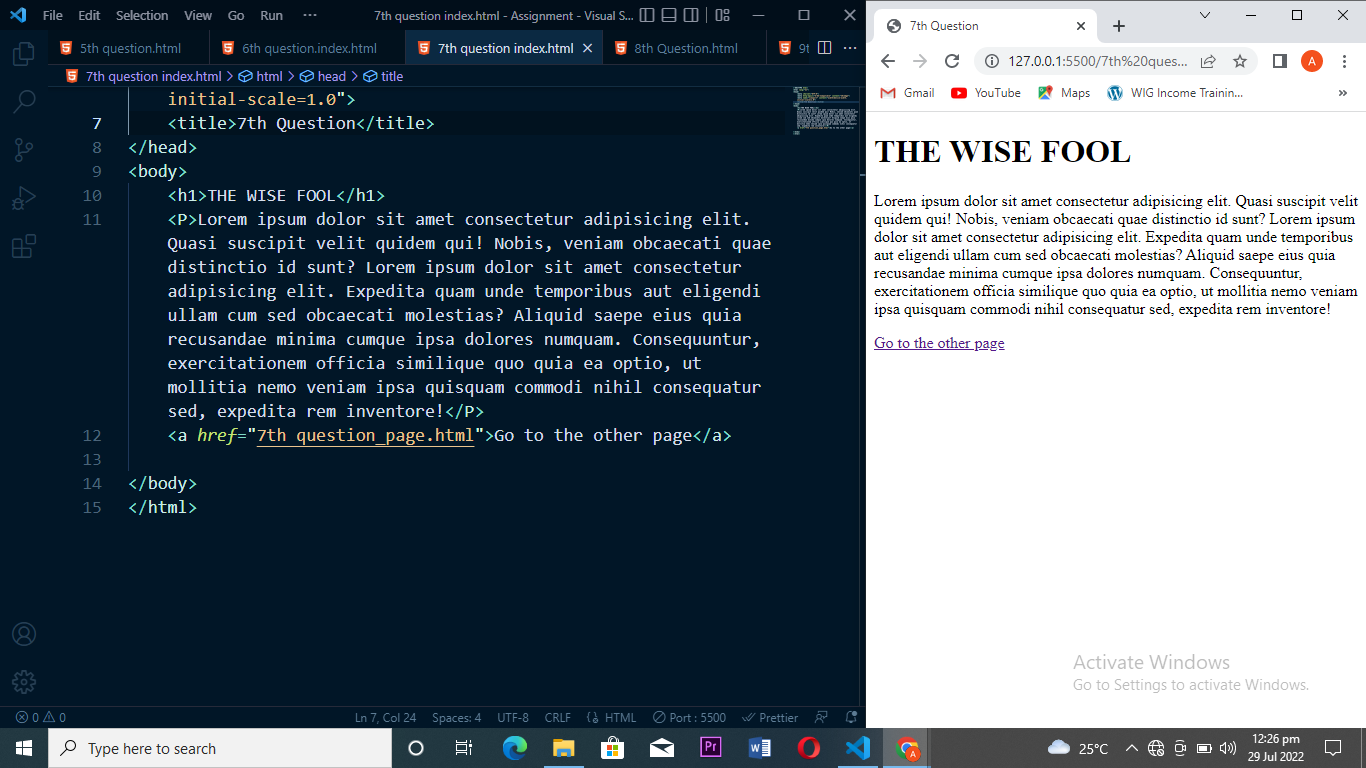 File Edit Selection View Go Run ··· 7th question index.html - Assignment - Visual S...
5th question.html 6th question.index.html 7th question index.html 8th Question.html 9t ···
7th question index.html > html > head > title
initial-scale=1.0">
7 <title>7th Question</title>
8 </head>
9 <body>
10 <h1>THE WISE FOOL</h1>
11 <P>Lorem ipsum dolor sit amet consectetur adipisicing elit.
Quasi suscipit velit quidem qui! Nobis, veniam obcaecati quae
distinctio id sunt? Lorem ipsum dolor sit amet consectetur
adipisicing elit. Expedita quam unde temporibus aut eligendi
ullam cum sed obcaecati molestias? Aliquid saepe eius quia
recusandae minima cumque ipsa dolores numquam. Consequuntur,
exercitationem officia similique quo quia ea optio, ut
mollitia nemo veniam ipsa quisquam commodi nihil consequatur
sed, expedita rem inventore!</P>
12 <a href="7th question_page.html">Go to the other page</a>
13
14 </body>
15 </html>
0 0 Ln 7, Col 24 Spaces: 4 UTF-8 CRLF HTML Port : 5500 Prettier
7th Question
127.0.0.1:5500/7th%20ques... A
Gmail YouTube Maps WIG Income Trainin... »
THE WISE FOOL
Lorem ipsum dolor sit amet consectetur adipisicing elit. Quasi suscipit velit
quidem qui! Nobis, veniam obcaecati quae distinctio id sunt? Lorem ipsum
dolor sit amet consectetur adipisicing elit. Expedita quam unde temporibus
aut eligendi ullam cum sed obcaecati molestias? Aliquid saepe eius quia
recusandae minima cumque ipsa dolores numquam. Consequuntur,
exercitationem officia similique quo quia ea optio, ut mollitia nemo veniam
ipsa quisquam commodi nihil consequatur sed, expedita rem inventore!
Go to the other page
Activate Windows
Go to Settings to activate Windows.
Type here to search Pr W A 25°C 12:26 pm
29 Jul 2022